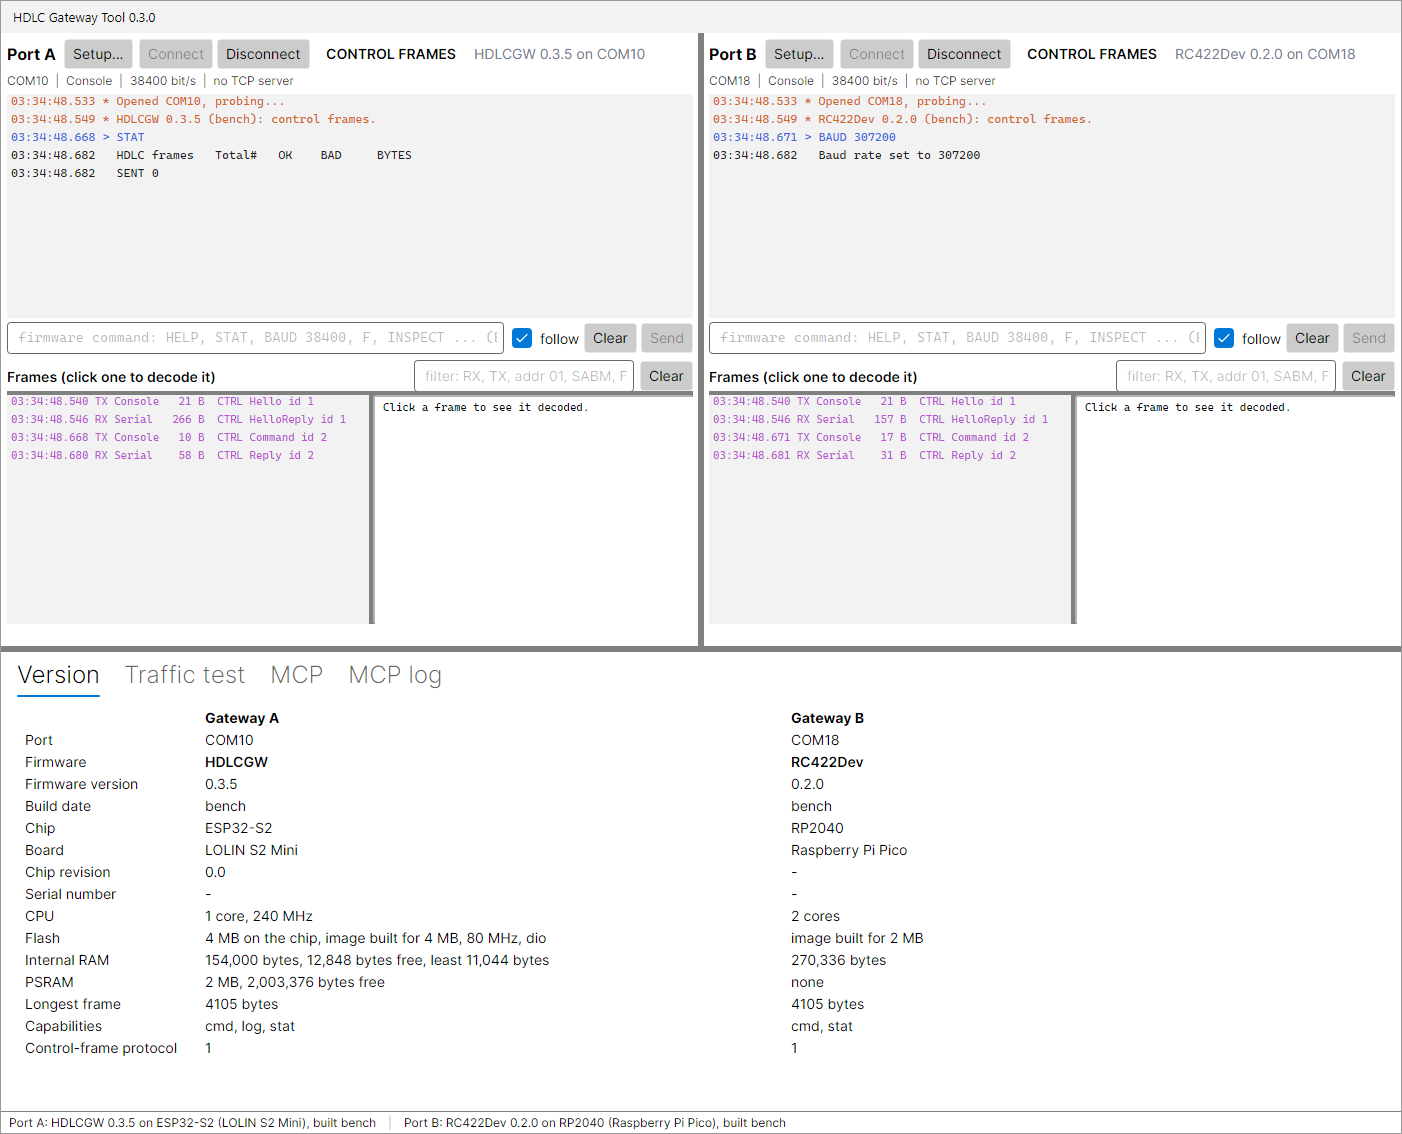 HDLC Gateway Tool 0.3.0
Port A Setup... Connect Disconnect CONTROL FRAMES HDLCGW 0.3.5 on COM10
COM10 | Console | 38400 bit/s | no TCP server
03:34:48.533 * Opened COM10, probing...
03:34:48.549 * HDLCGW 0.3.5 (bench): control frames.
03:34:48.668 > STAT
03:34:48.682 HDLC frames Total# OK BAD BYTES
03:34:48.682 SENT 0
firmware command: HELP, STAT, BAUD 38400, F, INSPECT ... (E follow Clear Send
Frames (click one to decode it) filter: RX, TX, addr 01, SABM, F Clear
03:34:48.540 TX Console 21 B CTRL Hello id 1
03:34:48.546 RX Serial 266 B CTRL HelloReply id 1
03:34:48.668 TX Console 10 B CTRL Command id 2
03:34:48.680 RX Serial 58 B CTRL Reply id 2
Click a frame to see it decoded.
Port B Setup... Connect Disconnect CONTROL FRAMES RC422Dev 0.2.0 on COM18
COM18 | Console | 38400 bit/s | no TCP server
03:34:48.533 * Opened COM18, probing...
03:34:48.549 * RC422Dev 0.2.0 (bench): control frames.
03:34:48.671 > BAUD 307200
03:34:48.682 Baud rate set to 307200
firmware command: HELP, STAT, BAUD 38400, F, INSPECT ... (E follow Clear Send
Frames (click one to decode it) filter: RX, TX, addr 01, SABM, F Clear
03:34:48.540 TX Console 21 B CTRL Hello id 1
03:34:48.546 RX Serial 157 B CTRL HelloReply id 1
03:34:48.671 TX Console 17 B CTRL Command id 2
03:34:48.681 RX Serial 31 B CTRL Reply id 2
Click a frame to see it decoded.
Version Traffic test MCP MCP log
Gateway A Gateway B
Port COM10 COM18
Firmware HDLCGW RC422Dev
Firmware version 0.3.5 0.2.0
Build date bench bench
Chip ESP32-S2 RP2040
Board LOLIN S2 Mini Raspberry Pi Pico
Chip revision 0.0 -
Serial number - -
CPU 1 core, 240 MHz 2 cores
Flash 4 MB on the chip, image built for 4 MB, 80 MHz, dio image built for 2 MB
Internal RAM 154,000 bytes, 12,848 bytes free, least 11,044 bytes 270,336 bytes
PSRAM 2 MB, 2,003,376 bytes free none
Longest frame 4105 bytes 4105 bytes
Capabilities cmd, log, stat cmd, stat
Control-frame protocol 1 1
Port A: HDLCGW 0.3.5 on ESP32-S2 (LOLIN S2 Mini), built bench | Port B: RC422Dev 0.2.0 on RP2040 (Raspberry Pi Pico), built bench